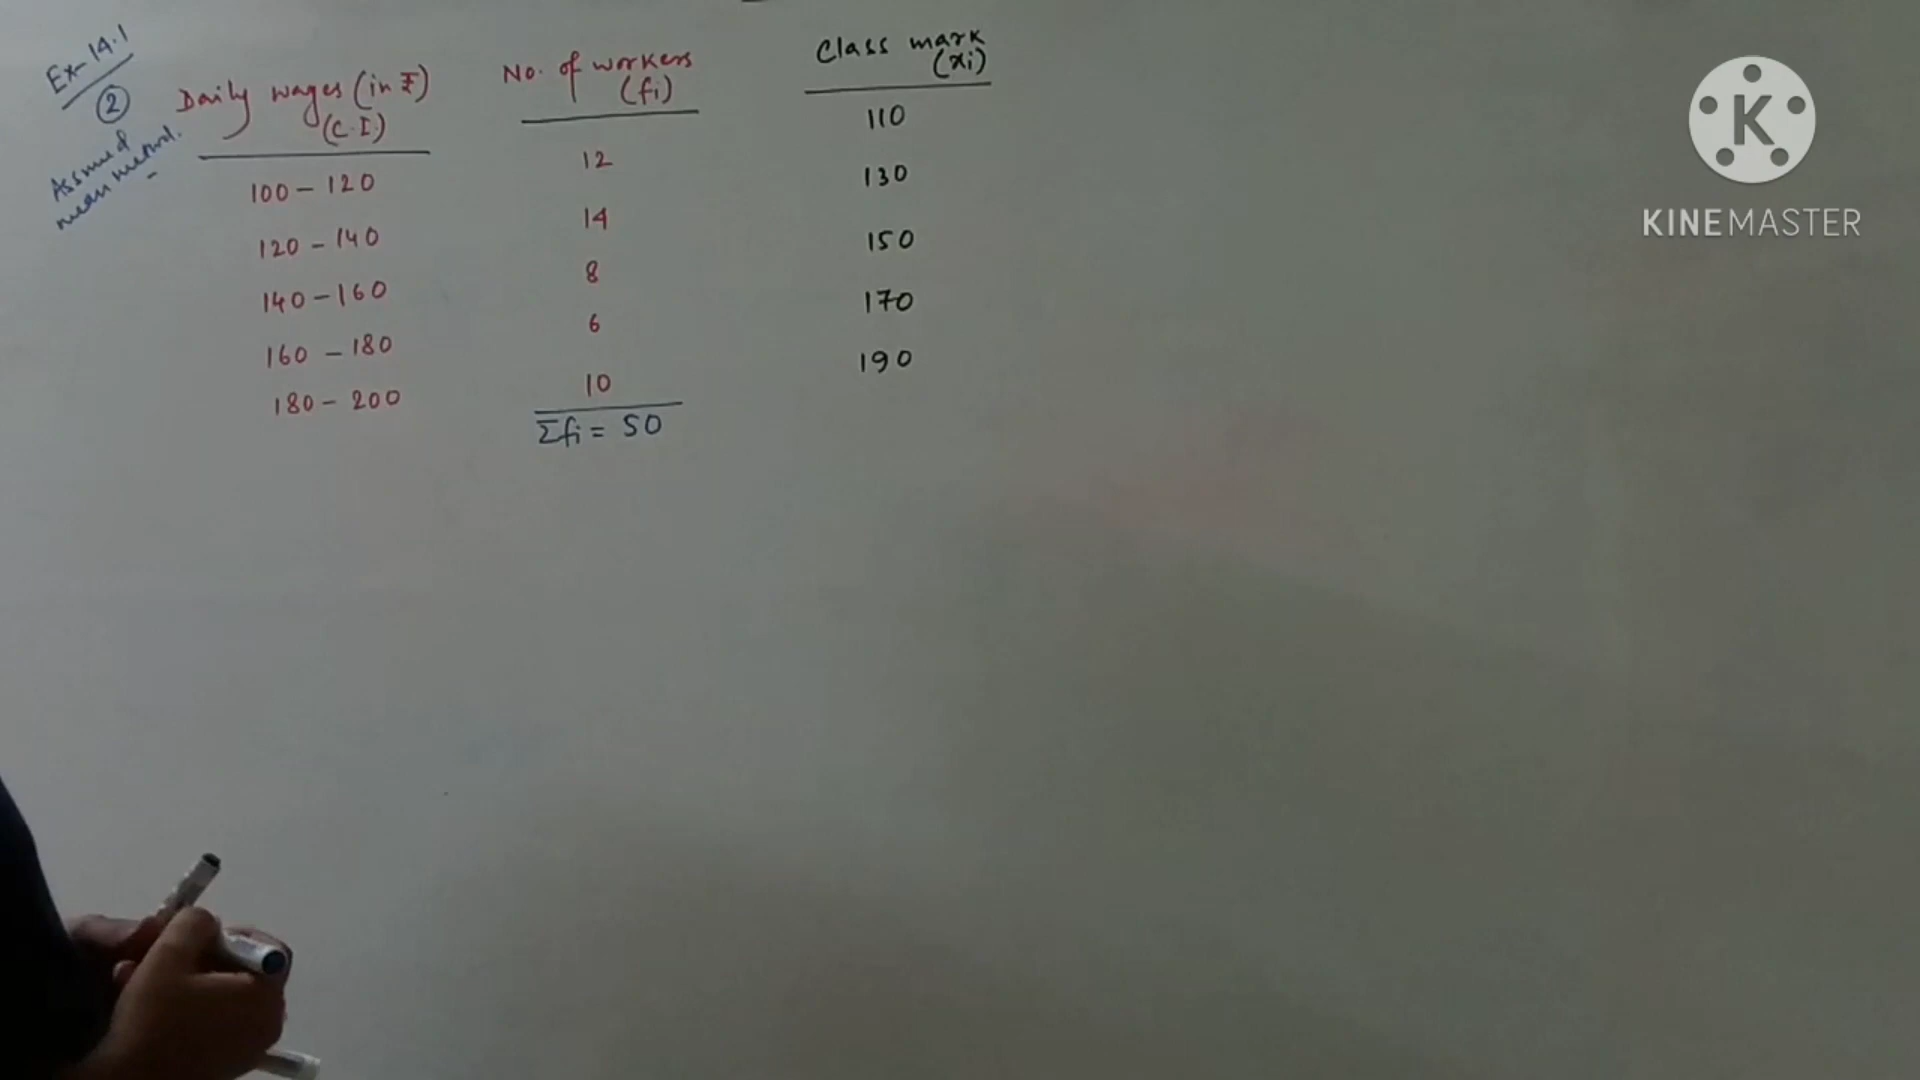 Ex-14.1
②
Assumed
mean method.
Daily wages (in ₹)
(C.I.)
No. of workers
(fi)
Class mark
(xi)
100 - 120
12
110
120 - 140
14
130
140 - 160
8
150
160 - 180
6
170
180 - 200
10
190
Σfi = 50
K
KINEMASTER